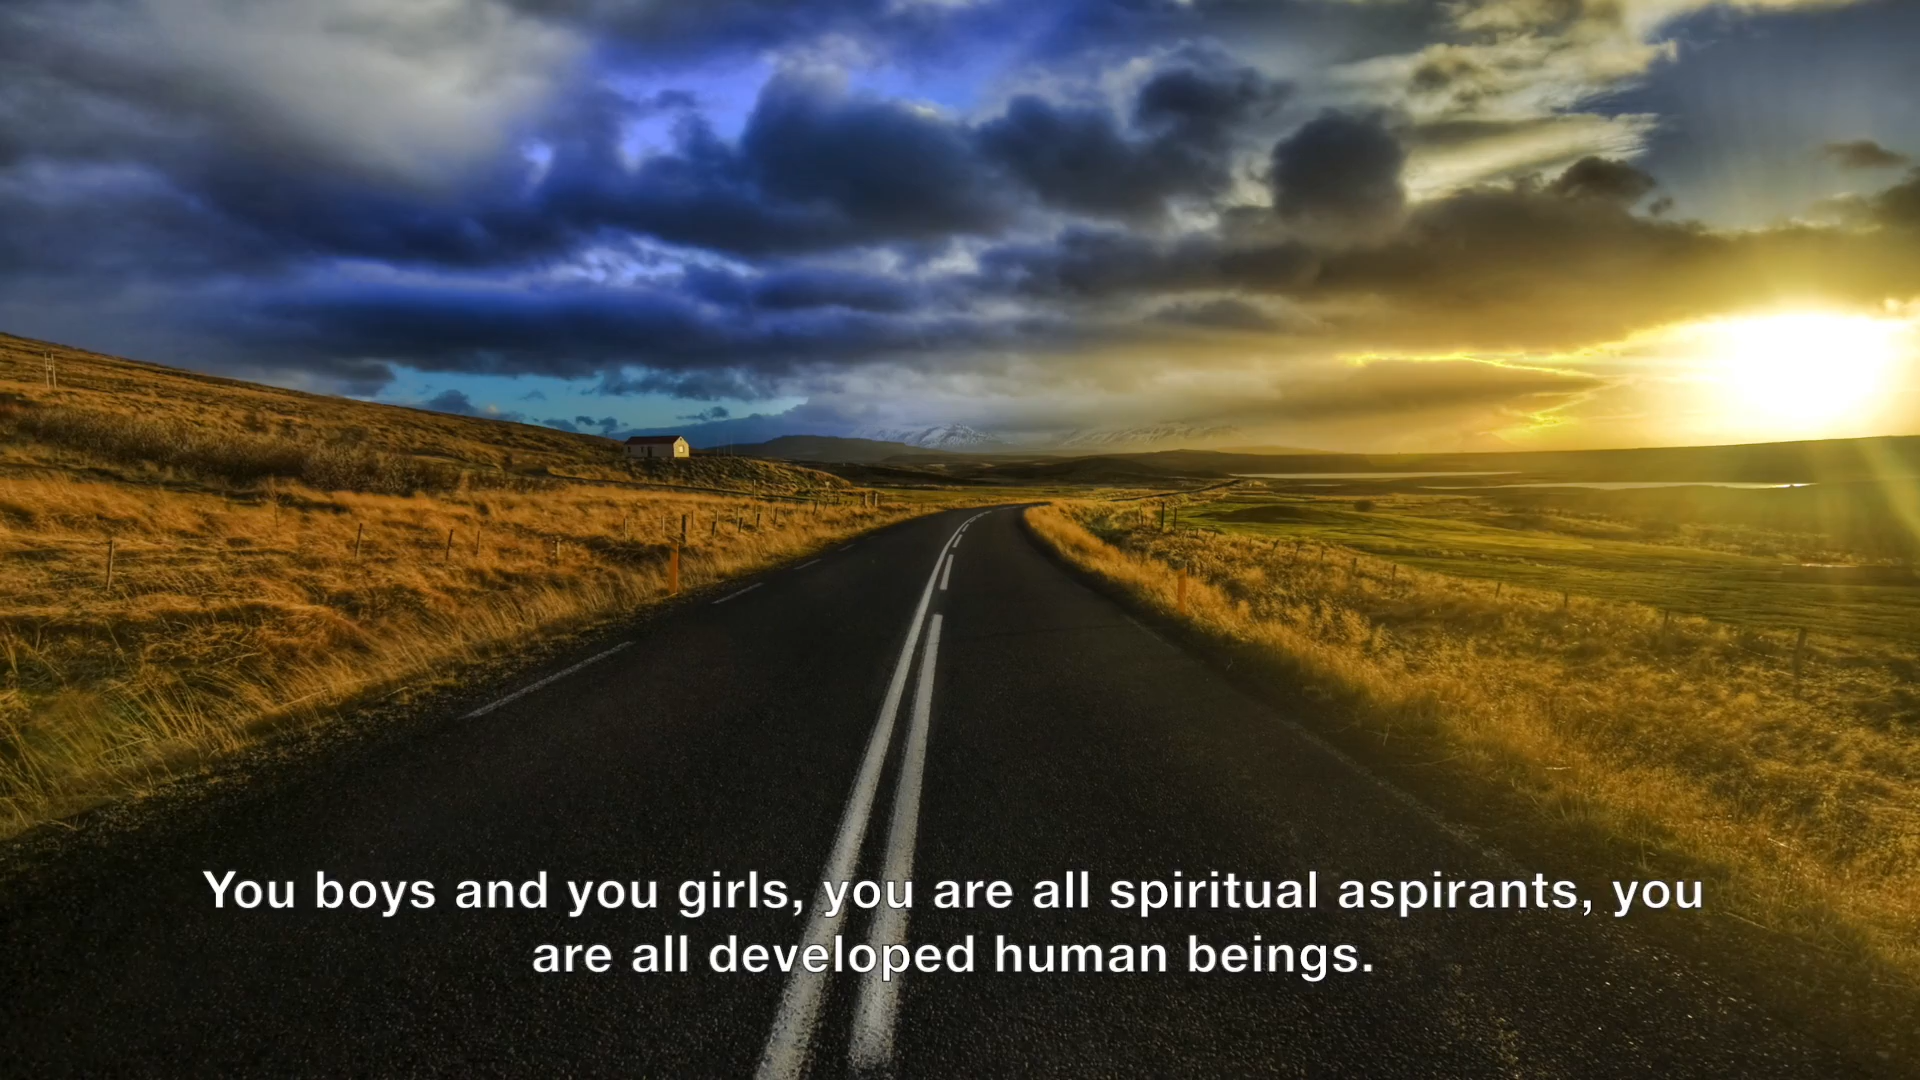 You boys and you girls, you are all spiritual aspirants, you
are all developed human beings.